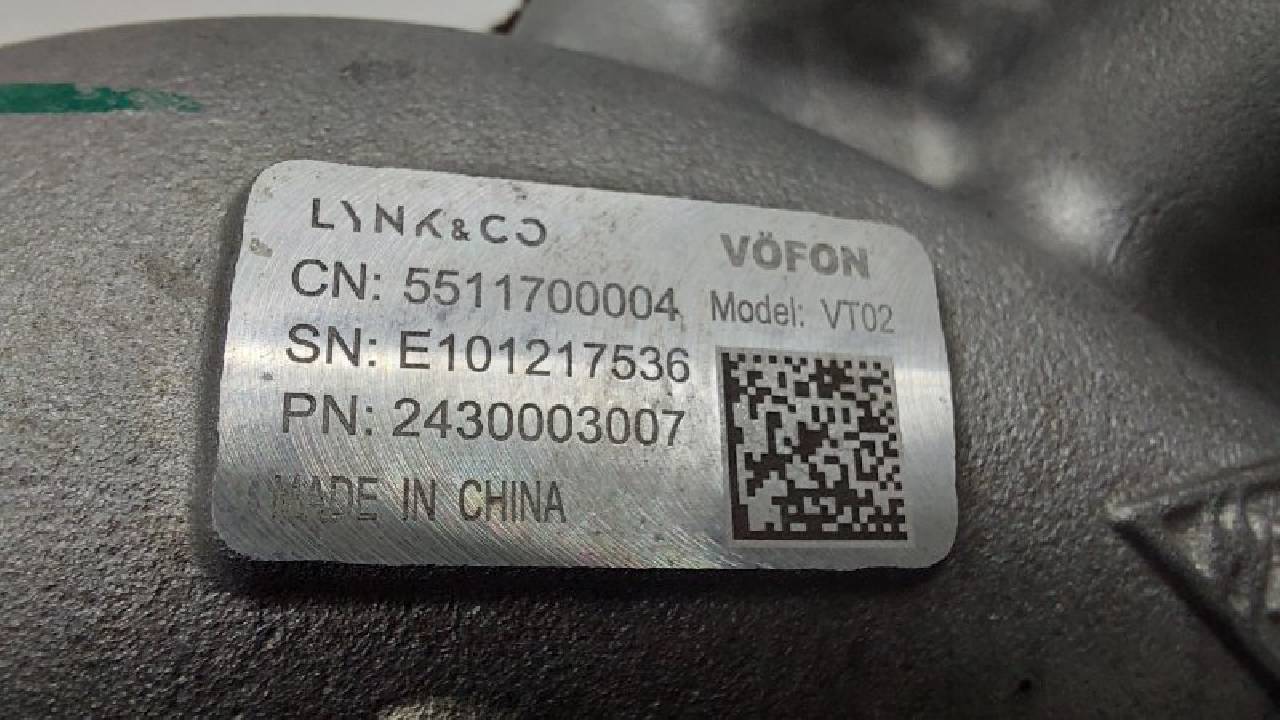 LYNK&CO
VÖFON
CN: 5511700004
Model: VT02
SN: E101217536
PN: 2430003007
MADE IN CHINA